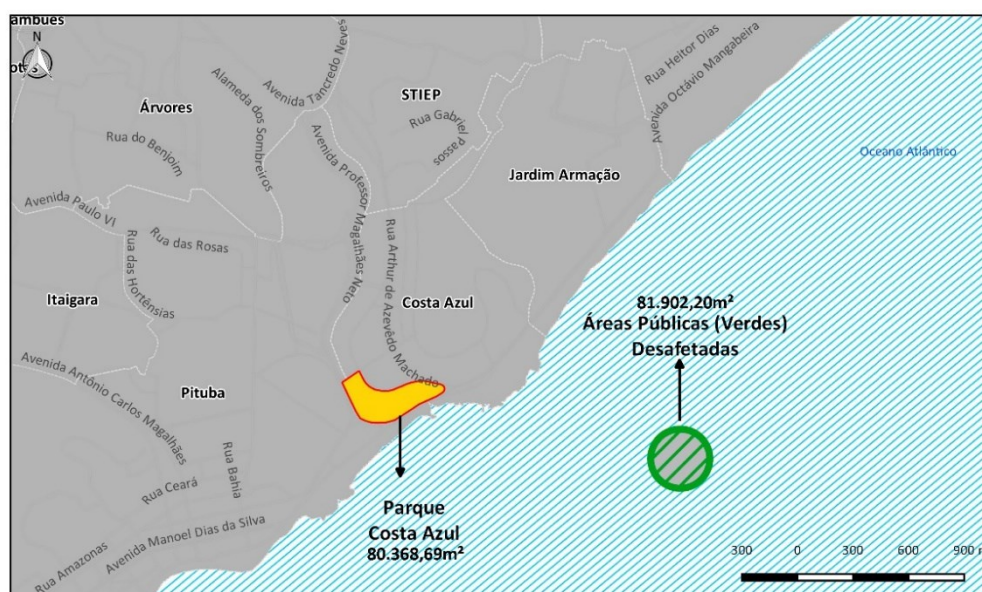 ambues
N
otas
Árvores
Rua do Benjoim
Alameda dos Sombreiros
Avenida Tancredo Neves
STIEP
Rua Gabriel Passos
Rua Heitor Dias
Avenida Octávio Mangabeira
Oceano Atlântico
Jardim Armação
Avenida Professor Magalhães Neto
Rua Arthur de Azevêdo Machado
Avenida Paulo VI
Rua das Rosas
Rua das Hortênsias
Itaigara
Costa Azul
81.902,20m²
Áreas Públicas (Verdes)
Desafetadas
Avenida Antônio Carlos Magalhães
Pituba
Rua Bahia
Rua Ceará
Avenida Manoel Dias da Silva
Rua Amazonas
Parque
Costa Azul
80.368,69m²
300 0 300 600 900